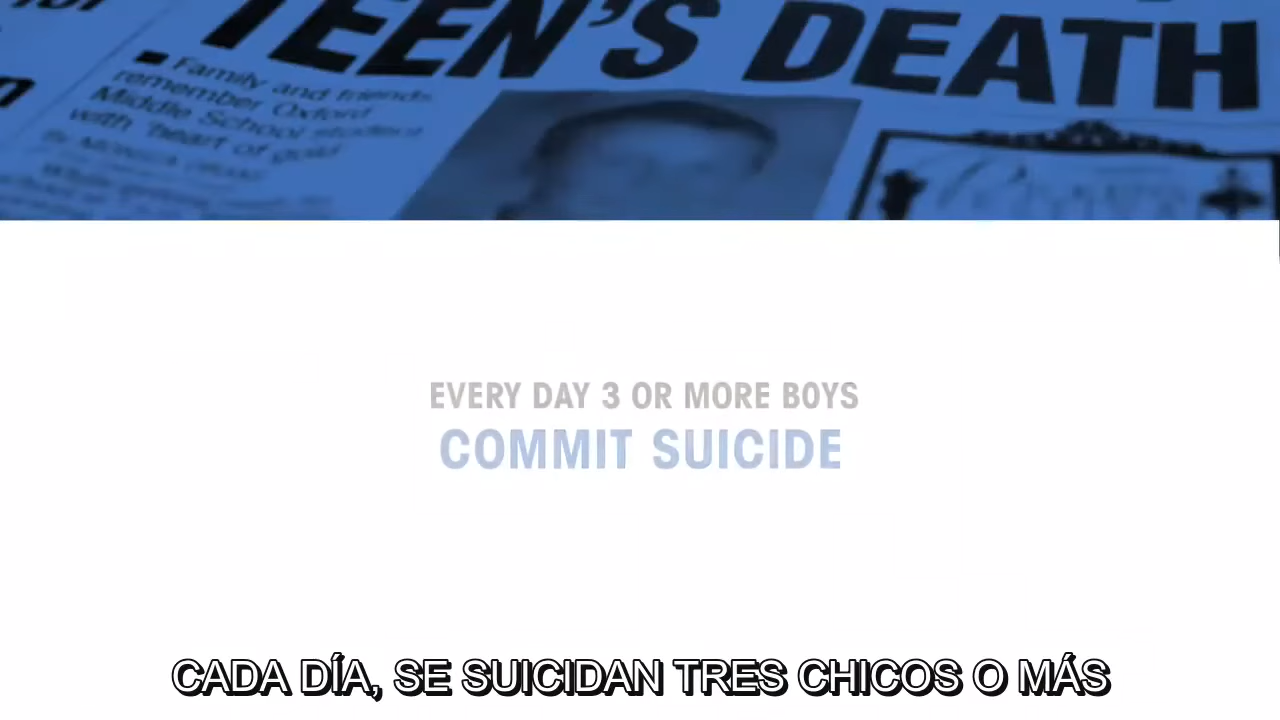 TEEN'S DEATH
Family and friends
remember Oxford
Middle School student
with 'heart of gold'
EVERY DAY 3 OR MORE BOYS
COMMIT SUICIDE
CADA DÍA, SE SUICIDAN TRES CHICOS O MÁS